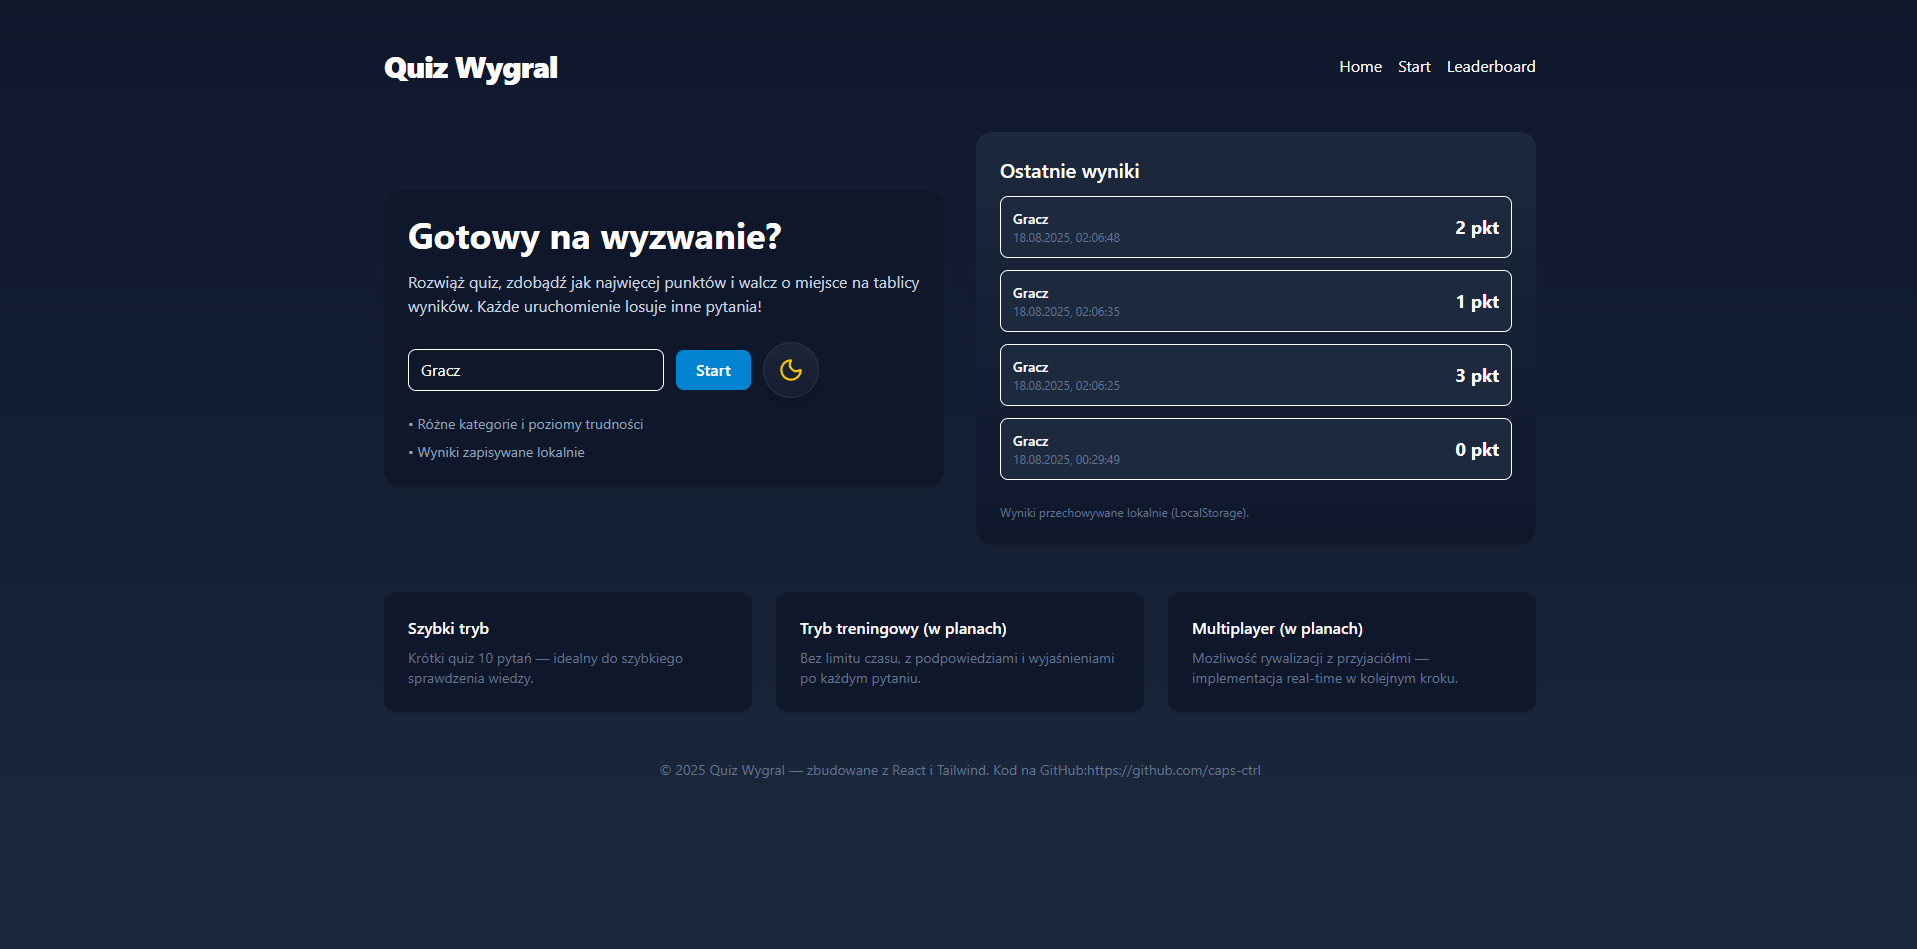 Quiz Wygral
Home Start Leaderboard
Gotowy na wyzwanie?
Rozwiąż quiz, zdobądź jak najwięcej punktów i walcz o miejsce na tablicy
wyników. Każde uruchomienie losuje inne pytania!
Gracz
Start
• Różne kategorie i poziomy trudności
• Wyniki zapisywane lokalnie
Ostatnie wyniki
Gracz
18.08.2025, 02:06:48
2 pkt
Gracz
18.08.2025, 02:06:35
1 pkt
Gracz
18.08.2025, 02:06:25
3 pkt
Gracz
18.08.2025, 00:29:49
0 pkt
Wyniki przechowywane lokalnie (LocalStorage).
Szybki tryb
Krótki quiz 10 pytań — idealny do szybkiego
sprawdzenia wiedzy.
Tryb treningowy (w planach)
Bez limitu czasu, z podpowiedziami i wyjaśnieniami
po każdym pytaniu.
Multiplayer (w planach)
Możliwość rywalizacji z przyjaciółmi —
implementacja real-time w kolejnym kroku.
© 2025 Quiz Wygral — zbudowane z React i Tailwind. Kod na GitHub:https://github.com/caps-ctrl